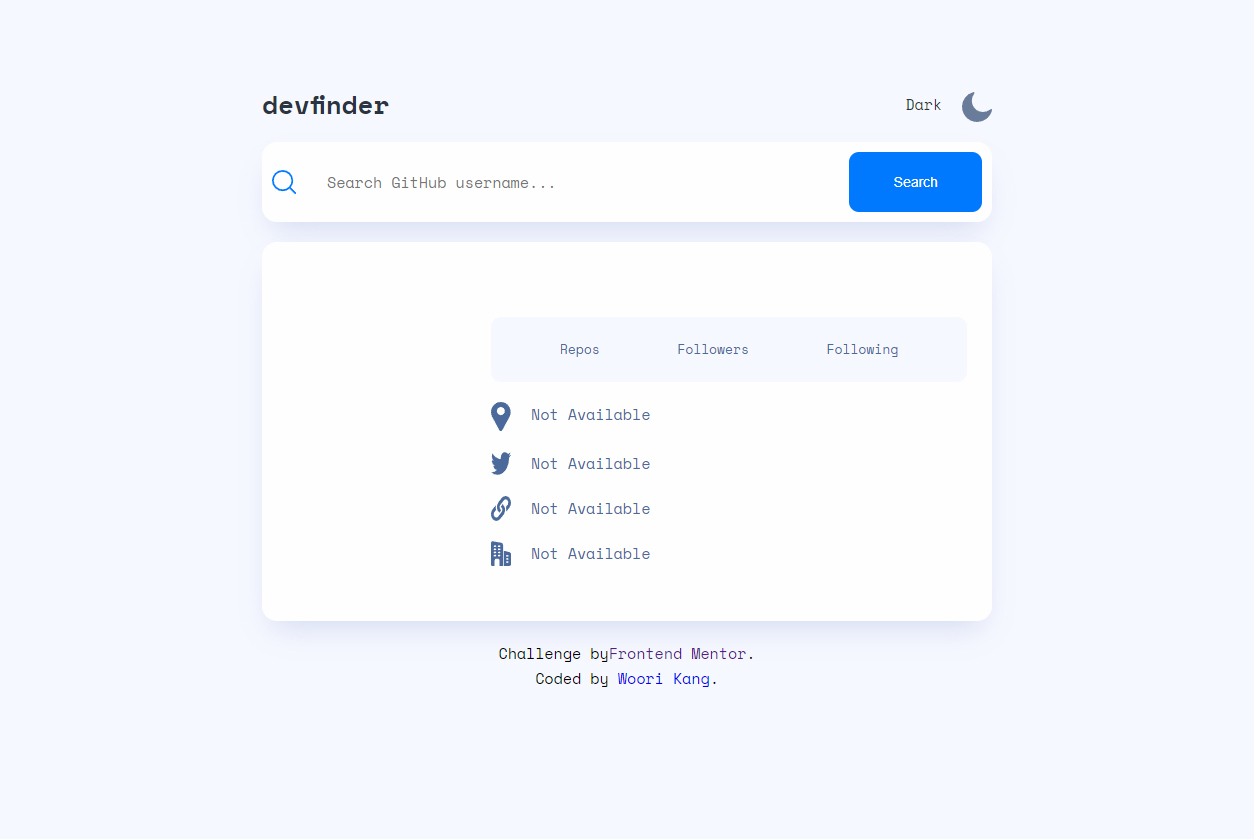 devfinder
Dark
Search GitHub username...
Search
Repos Followers Following
Not Available
Not Available
Not Available
Not Available
Challenge byFrontend Mentor.
Coded by Woori Kang.